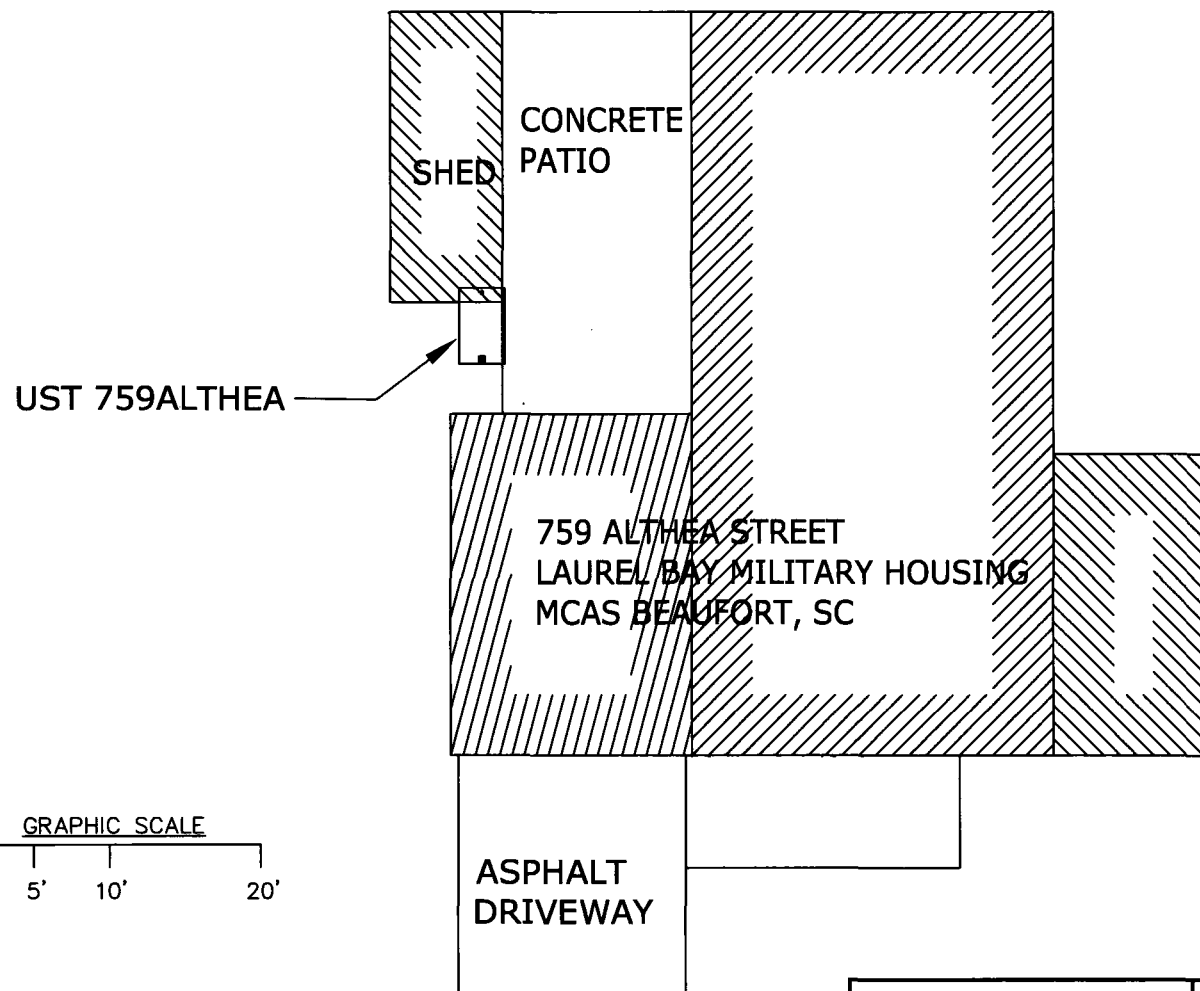 CONCRETE
PATIO
SHED
UST 759ALTHEA
759 ALTHEA STREET
LAUREL BAY MILITARY HOUSING
MCAS BEAUFORT, SC
GRAPHIC SCALE
5' 10' 20'
ASPHALT
DRIVEWAY